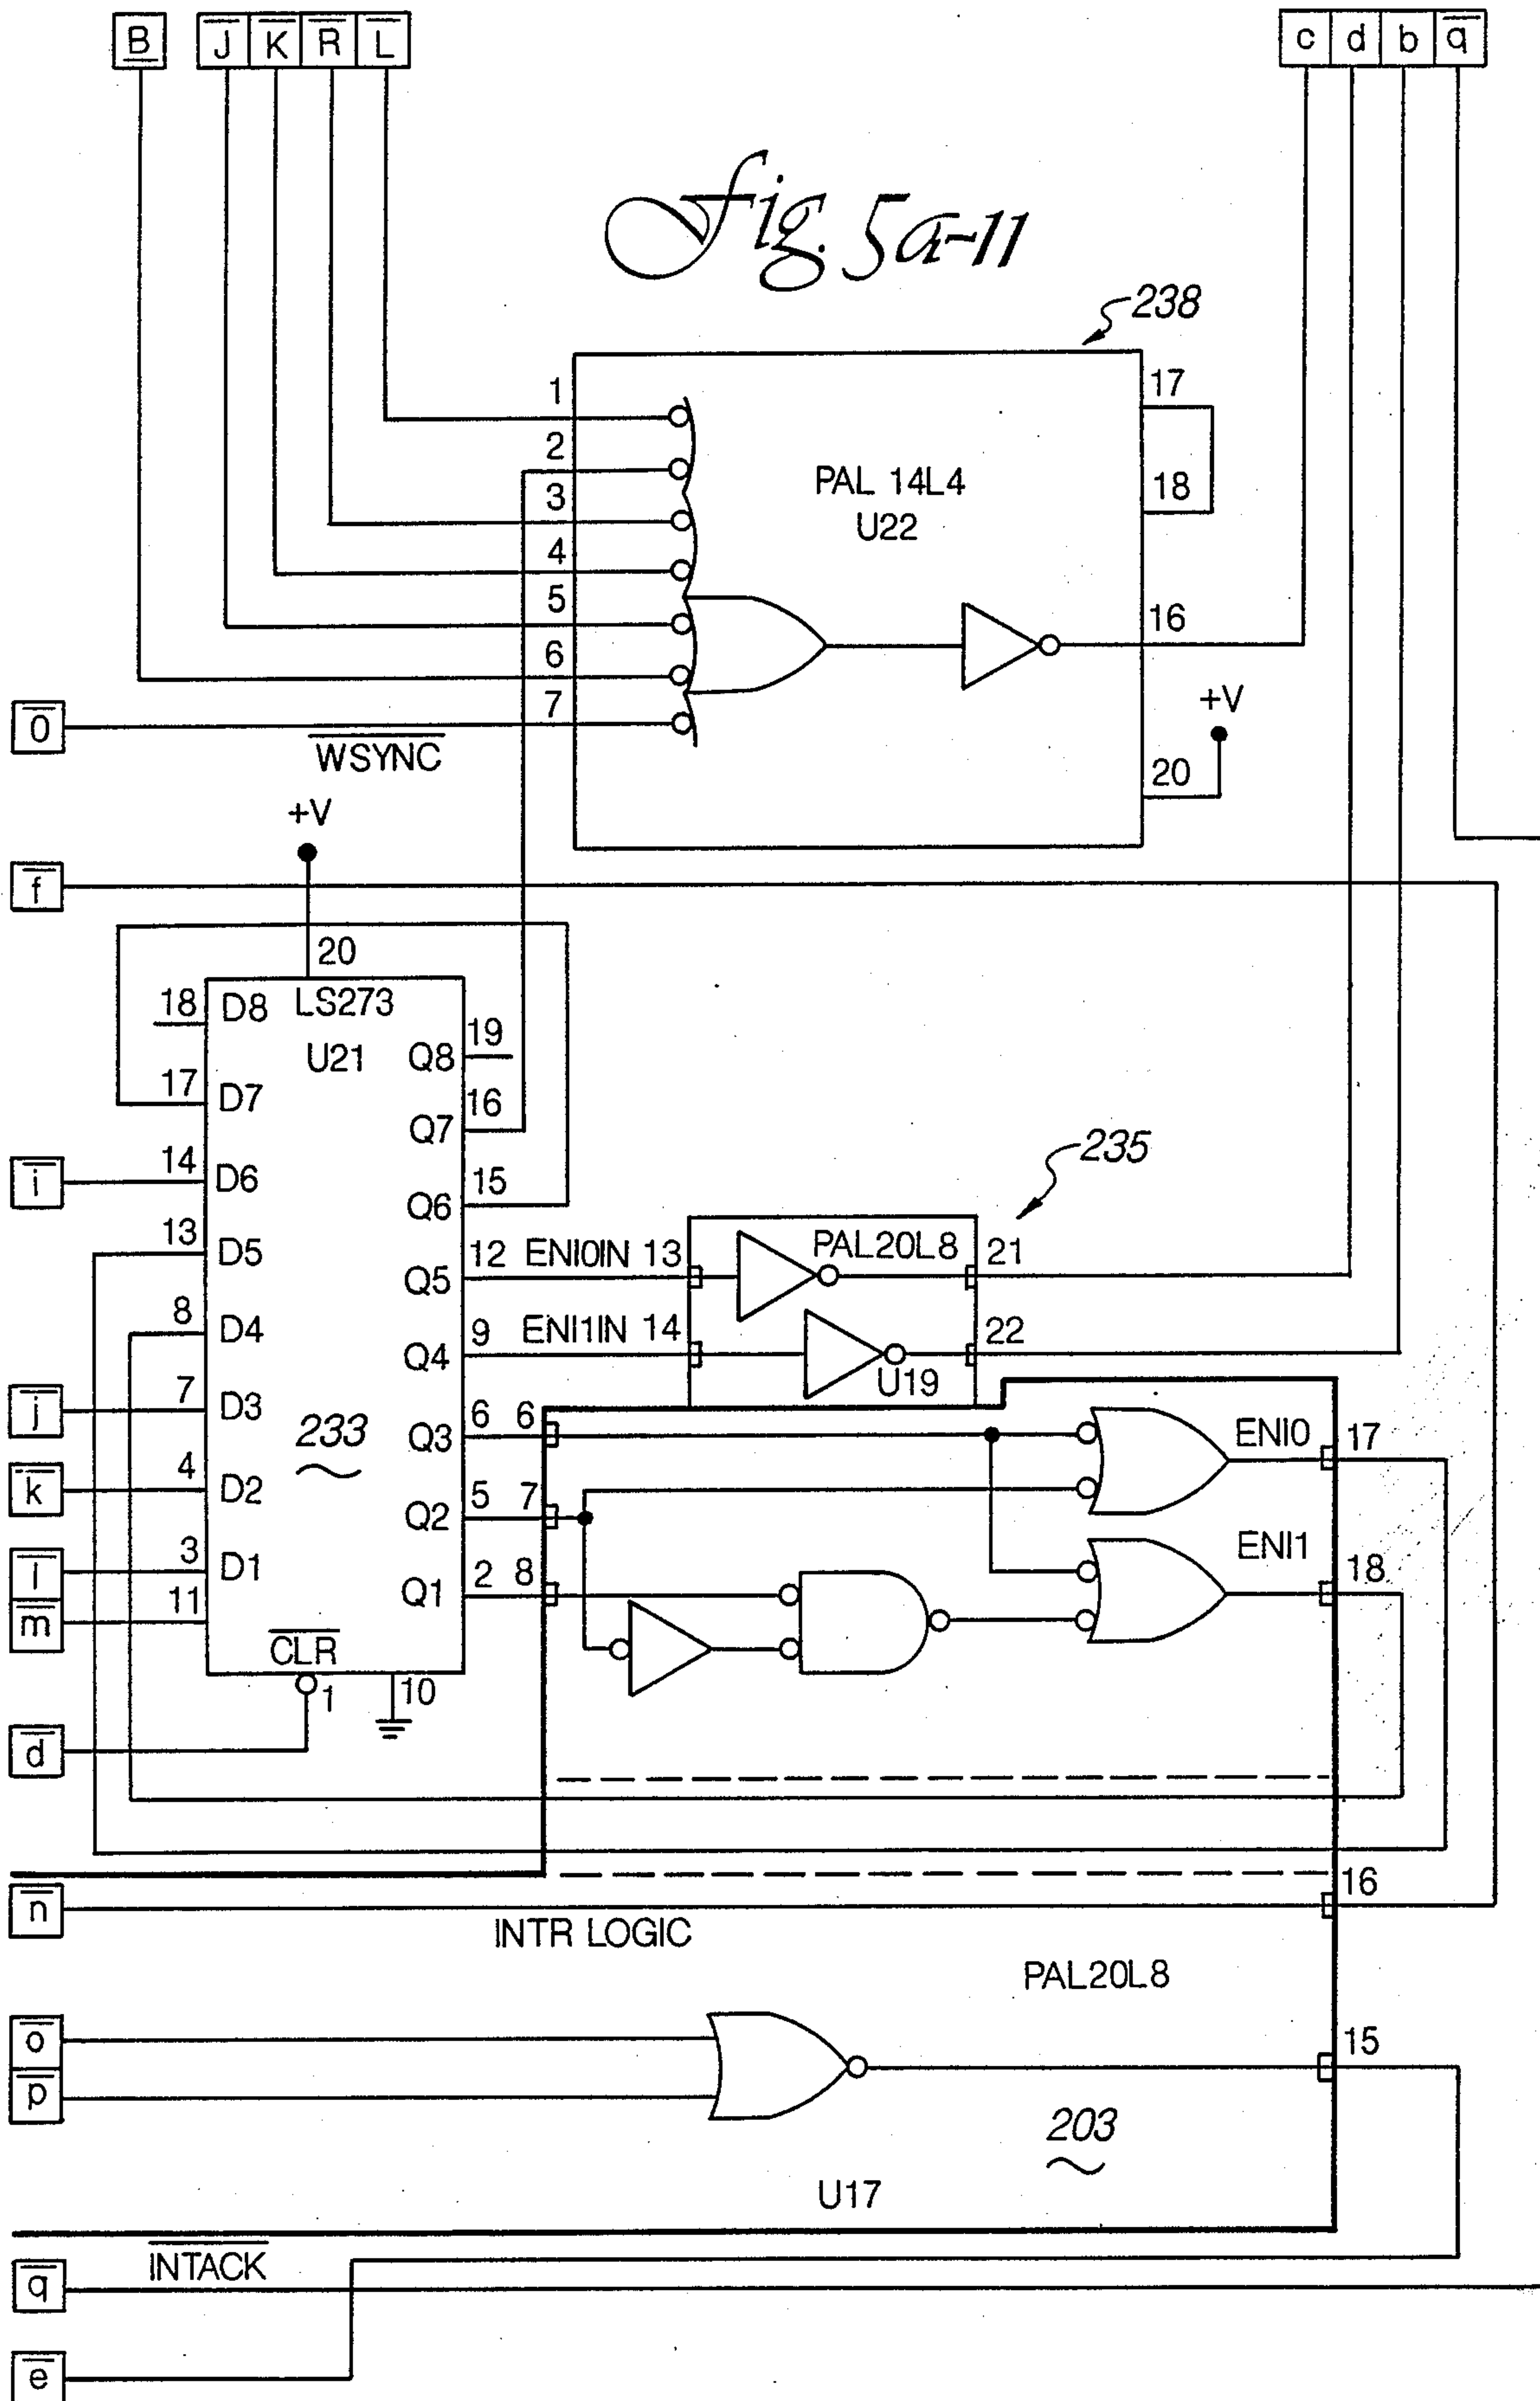 B J̅ K̅ R̅ L̅ c d b q̅
Fig. 5a-11
238
1 17
2
3 PAL 14L4 18
4 U22
5
6 16
7 +V
0̅
W̅S̅Y̅N̅C̅
20
+V
f̅
20
18 D8 LS273
U21 Q8 19
17 D7 16
Q7
i̅ 14 D6 15
Q6
235
13 D5
Q5 12 ENI0IN 13 PAL20L8 21
8 D4
Q4 9 ENI1IN 14 22
U19
j̅ 7 D3
233 Q3 6 6 ENI0 17
k̅ 4 D2
Q2 5 7
l̅ 3 D1 ENI1 18
Q1 2 8
m̅ 11
C̅L̅R̅
1 10
d̅
16
n̅
INTR LOGIC
PAL20L8
o̅
15
p̅
203
U17
I̅N̅T̅A̅C̅K̅
q̅
e̅